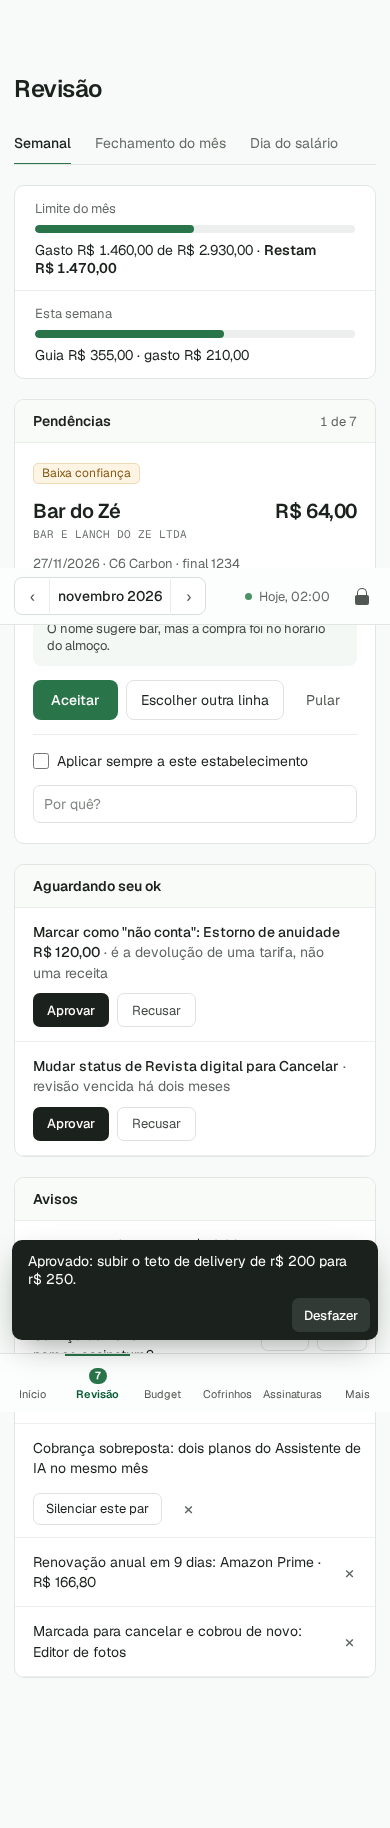 Revisão
Semanal
Fechamento do mês
Dia do salário
Limite do mês
Gasto R$ 1.460,00 de R$ 2.930,00 · Restam
R$ 1.470,00
Esta semana
Guia R$ 355,00 · gasto R$ 210,00
Pendências
1 de 7
Baixa confiança
Bar do Zé
R$ 64,00
BAR E LANCH DO ZE LTDA
27/11/2026 · C6 Carbon · final 1234
‹
novembro 2026
›
Hoje, 02:00
O nome sugere bar, mas a compra foi no horário
do almoço.
Aceitar
Escolher outra linha
Pular
Aplicar sempre a este estabelecimento
Por quê?
Aguardando seu ok
Marcar como "não conta": Estorno de anuidade
R$ 120,00 · é a devolução de uma tarifa, não
uma receita
Aprovar
Recusar
Mudar status de Revista digital para Cancelar ·
revisão vencida há dois meses
Aprovar
Recusar
Avisos
Aprovado: subir o teto de delivery de r$ 200 para
r$ 250.
Desfazer
Início
7
Revisão
Budget
Cofrinhos
Assinaturas
Mais
Cobrança sobreposta: dois planos do Assistente de
IA no mesmo mês
Silenciar este par
×
Renovação anual em 9 dias: Amazon Prime ·
R$ 166,80
×
Marcada para cancelar e cobrou de novo:
Editor de fotos
×